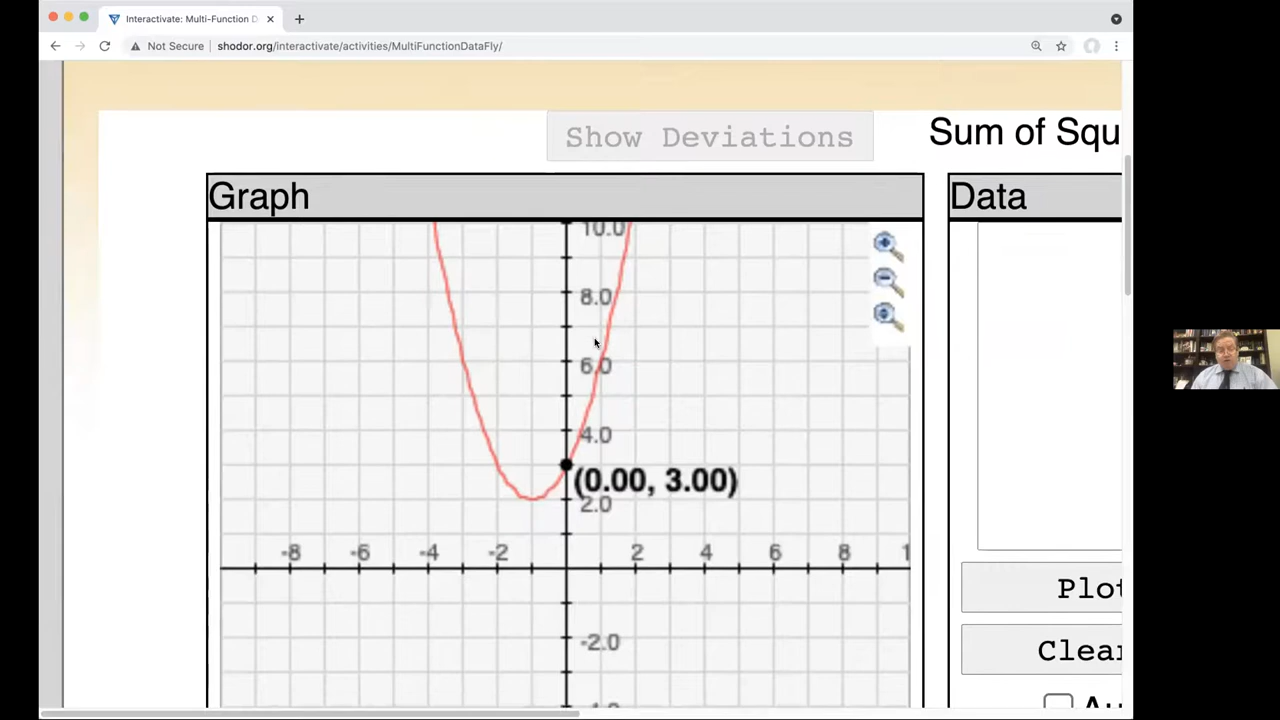 Interactivate: Multi-Function D
Not Secure
shodor.org/interactivate/activities/MultiFunctionDataFly/
Show Deviations
Sum of Squ
Graph
Data
10.0
8.0
6.0
4.0
(0.00, 3.00)
2.0
-8 -6 -4 -2 2 4 6 8 1
-2.0
Plot
Clear